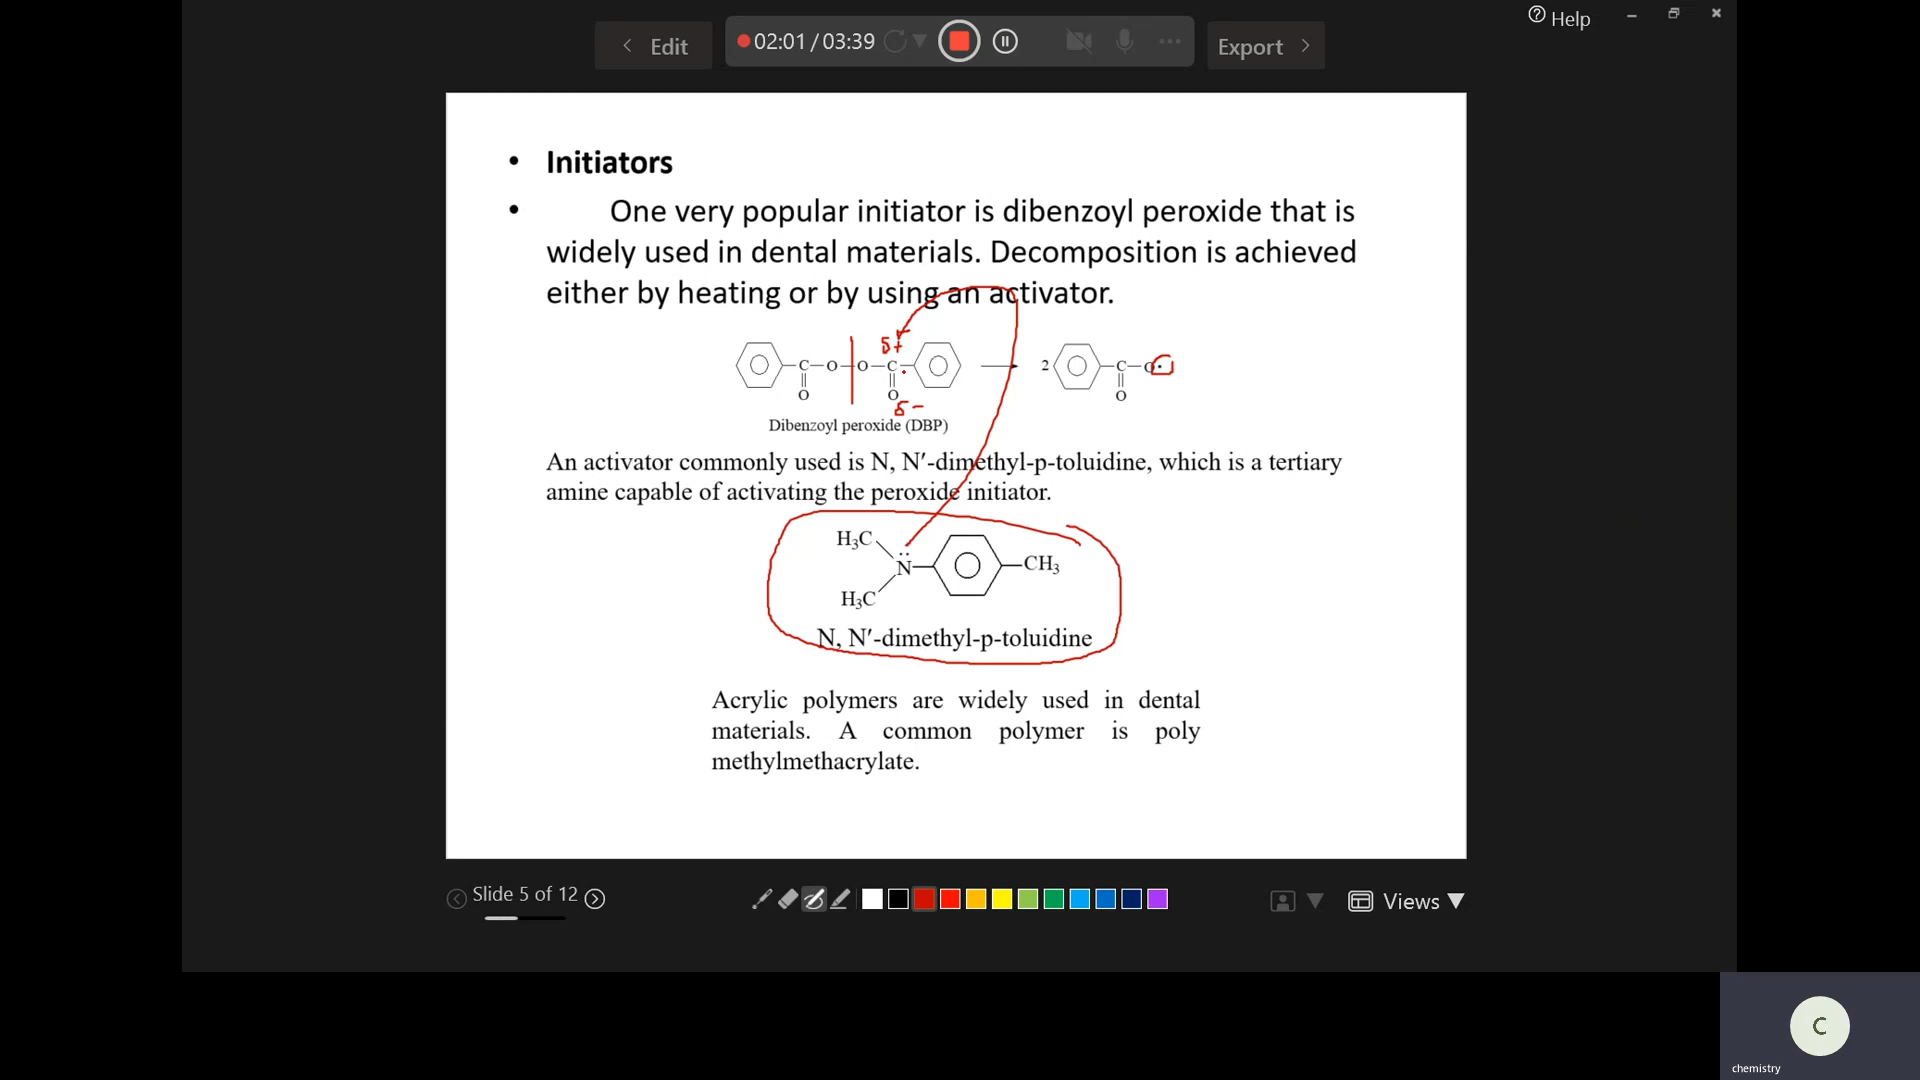 Help
Edit
02:01 / 03:39
Export
• Initiators
• One very popular initiator is dibenzoyl peroxide that is
widely used in dental materials. Decomposition is achieved
either by heating or by using an activator.
δ+
C—O—O—C
2
C—O•
O
O
O
δ−
Dibenzoyl peroxide (DBP)
An activator commonly used is N, N′-dimethyl-p-toluidine, which is a tertiary
amine capable of activating the peroxide initiator.
H3C
N
CH3
H3C
N, N′-dimethyl-p-toluidine
Acrylic polymers are widely used in dental
materials. A common polymer is poly
methylmethacrylate.
Slide 5 of 12
Views
C
chemistry